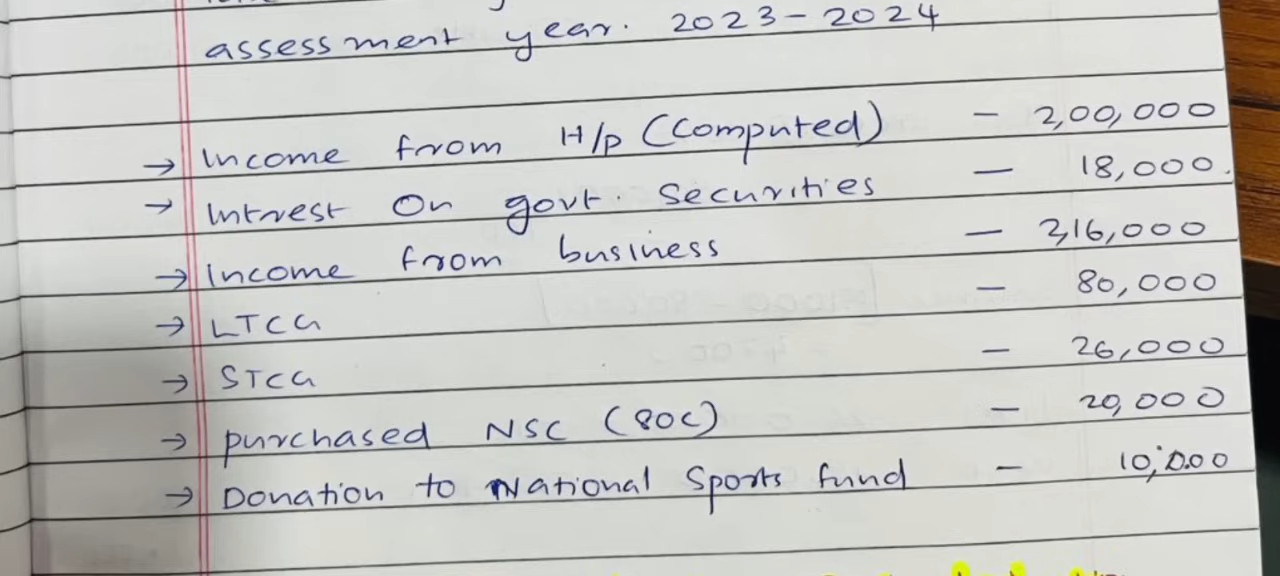 assessment year. 2023-2024
→ Income from H/p (Computed) - 2,00,000
→ Intrest On govt. Securities - 18,000.
→ Income from business - 3,16,000
→ LTCG - 80,000
→ STCG - 26,000
→ purchased NSC (80C) - 20,000
→ Donation to National Sports fund - 10,000